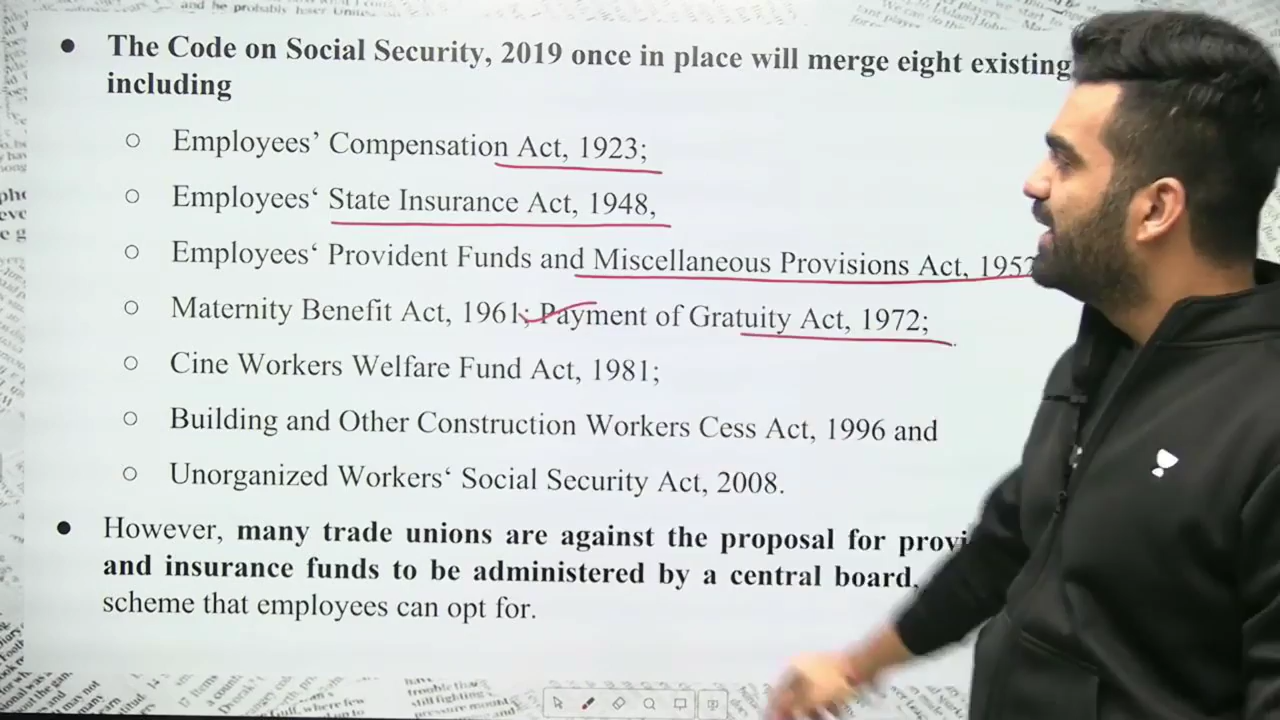 ● The Code on Social Security, 2019 once in place will merge eight existing
including
○ Employees’ Compensation Act, 1923;
○ Employees‘ State Insurance Act, 1948,
○ Employees‘ Provident Funds and Miscellaneous Provisions Act, 1952
○ Maternity Benefit Act, 1961; Payment of Gratuity Act, 1972;
○ Cine Workers Welfare Fund Act, 1981;
○ Building and Other Construction Workers Cess Act, 1996 and
○ Unorganized Workers‘ Social Security Act, 2008.
● However, many trade unions are against the proposal for provi
and insurance funds to be administered by a central board,
scheme that employees can opt for.